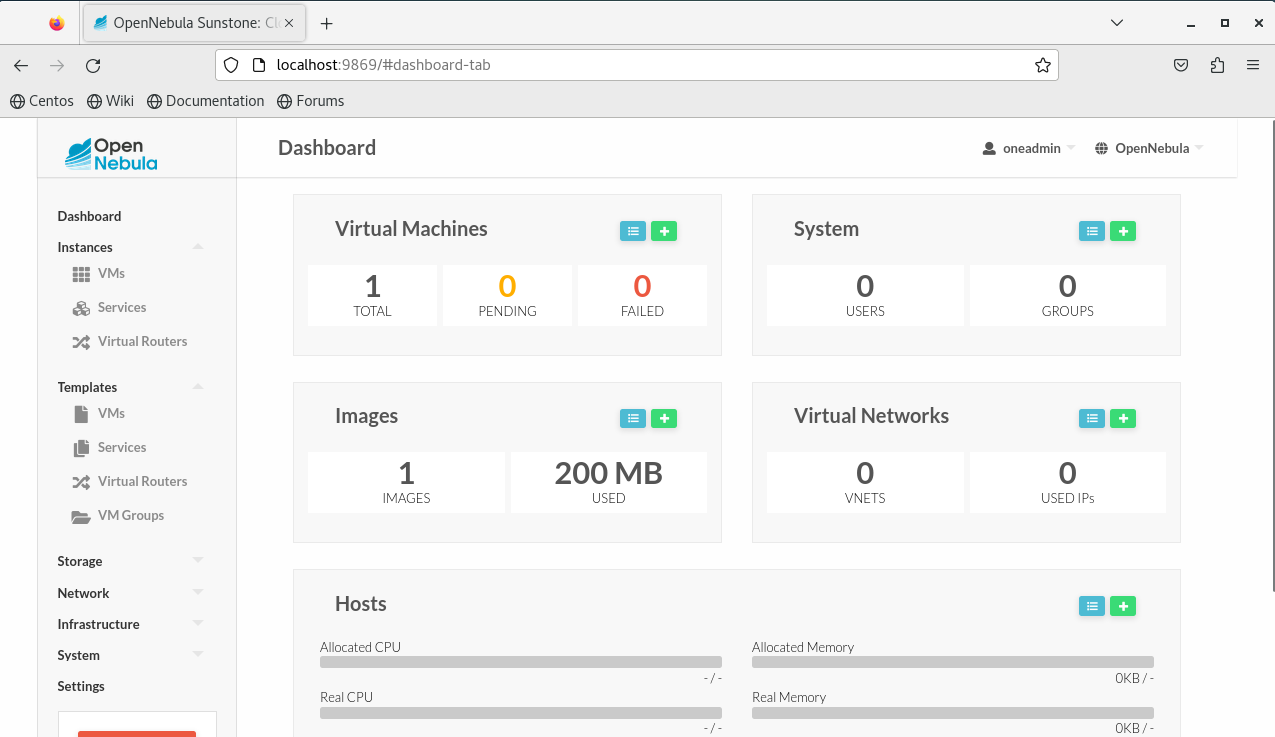 OpenNebula Sunstone: Cl
localhost:9869/#dashboard-tab
Centos Wiki Documentation Forums
Open
Nebula
Dashboard
oneadmin OpenNebula
Dashboard
Instances
VMs
Services
Virtual Routers
Templates
VMs
Services
Virtual Routers
VM Groups
Storage
Network
Infrastructure
System
Settings
Virtual Machines
1 0 0
TOTAL PENDING FAILED
System
0 0
USERS GROUPS
Images
1 200 MB
IMAGES USED
Virtual Networks
0 0
VNETS USED IPs
Hosts
Allocated CPU
- / -
Allocated Memory
0KB / -
Real CPU
- / -
Real Memory
0KB / -